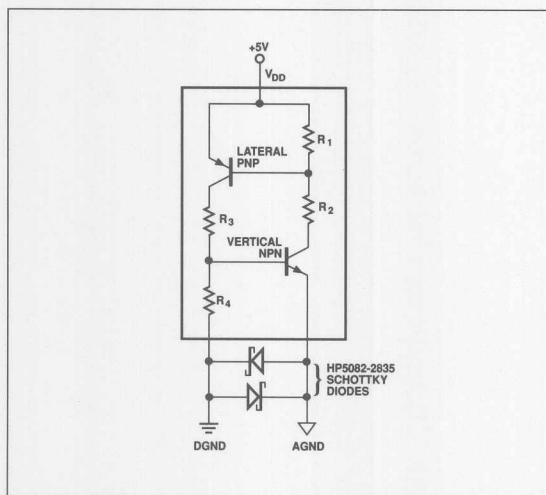 +5V
VDD
R1
LATERAL
PNP
R2
R3
VERTICAL
NPN
R4
HP5082-2835
SCHOTTKY
DIODES
DGND
AGND